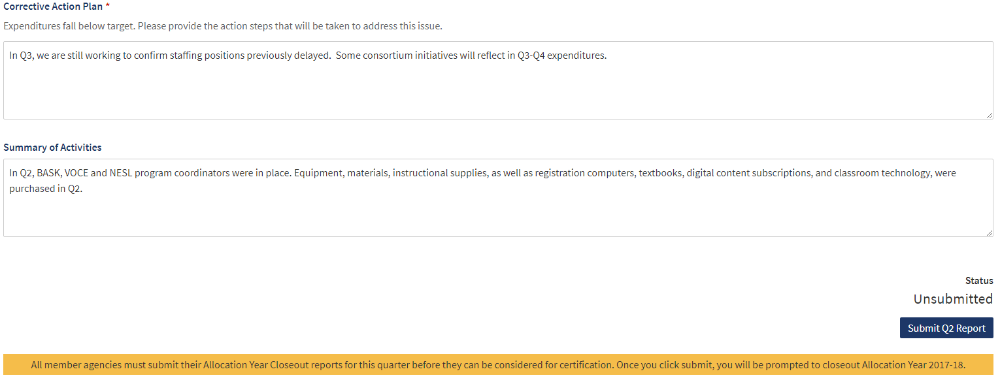 Corrective Action Plan *
Expenditures fall below target. Please provide the action steps that will be taken to address this issue.
In Q3, we are still working to confirm staffing positions previously delayed.  Some consortium initiatives will reflect in Q3-Q4 expenditures.
Summary of Activities
In Q2, BASK, VOCE and NESL program coordinators were in place. Equipment, materials, instructional supplies, as well as registration computers, textbooks, digital content subscriptions, and classroom technology, were
purchased in Q2.
Status
Unsubmitted
Submit Q2 Report
All member agencies must submit their Allocation Year Closeout reports for this quarter before they can be considered for certification. Once you click submit, you will be prompted to closeout Allocation Year 2017-18.